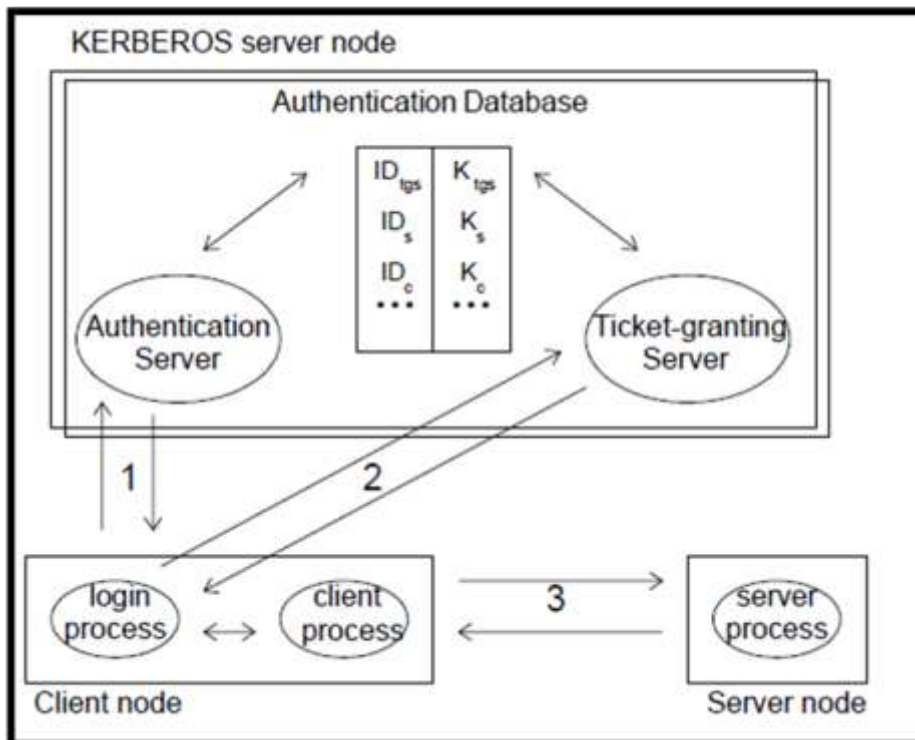 KERBEROS server node
Authentication Database
ID_tgs K_tgs
ID_s K_s
ID_c K_c
••• •••
Authentication
Server
Ticket-granting
Server
1
2
3
login
process
client
process
server
process
Client node
Server node